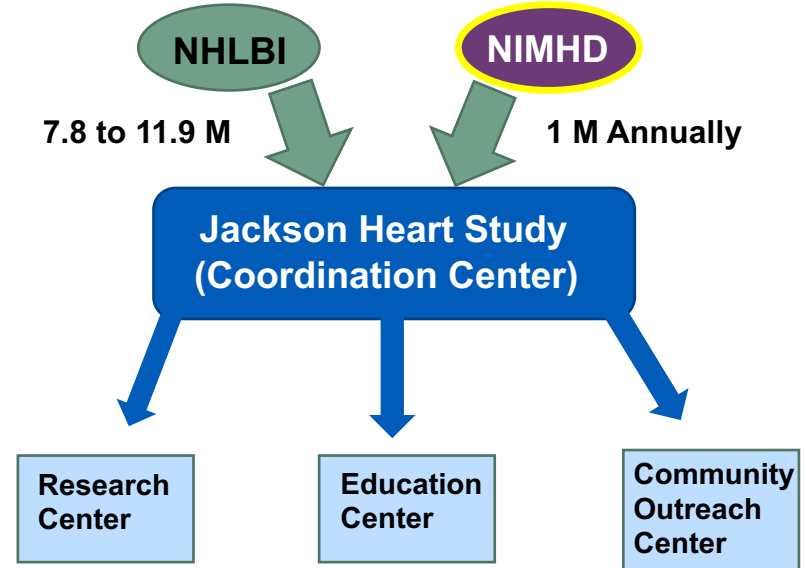 NHLBI
NIMHD
7.8 to 11.9 M
1 M Annually
Jackson Heart Study
(Coordination Center)
Research
Center
Education
Center
Community
Outreach
Center